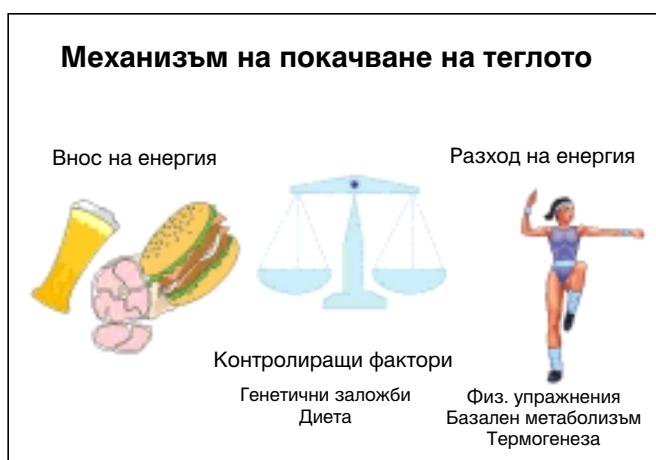 Механизъм на покачване на теглото
Внос на енергия
Разход на енергия
Контролиращи фактори
Генетични заложби
Диета
Физ. упражнения
Базален метаболизъм
Термогенеза